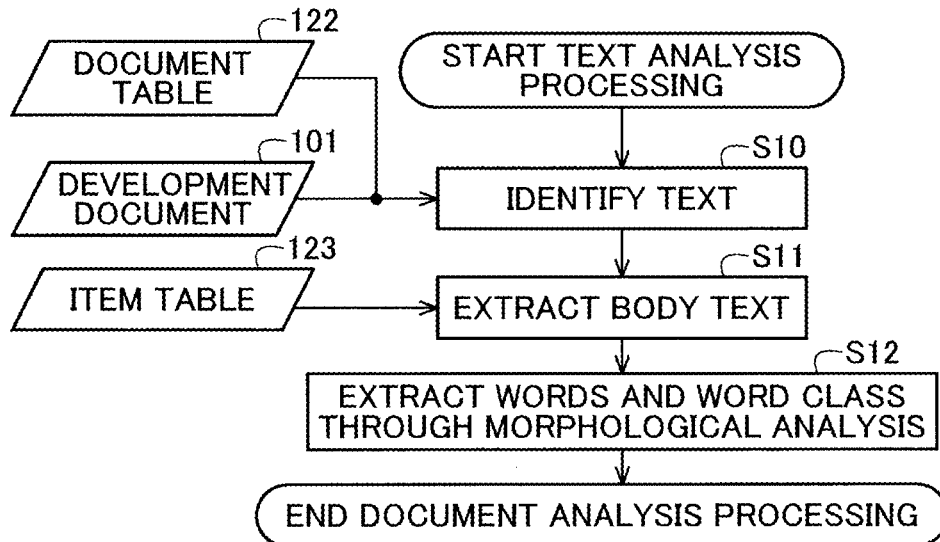 122
DOCUMENT
TABLE
START TEXT ANALYSIS
PROCESSING
101
DEVELOPMENT
DOCUMENT
S10
IDENTIFY TEXT
123
ITEM TABLE
S11
EXTRACT BODY TEXT
S12
EXTRACT WORDS AND WORD CLASS
THROUGH MORPHOLOGICAL ANALYSIS
END DOCUMENT ANALYSIS PROCESSING